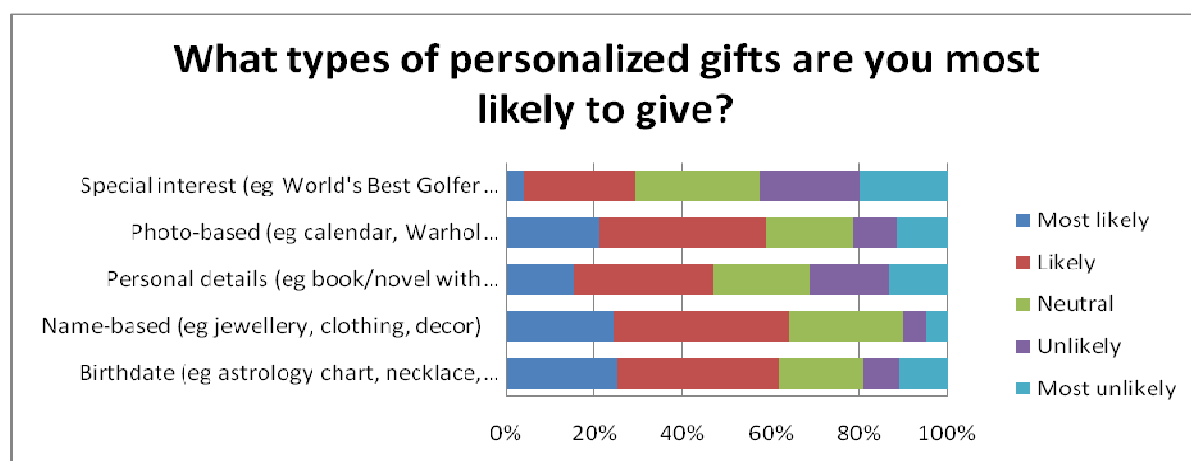 What types of personalized gifts are you most
likely to give?
Special interest (eg World's Best Golfer ...
Photo-based (eg calendar, Warhol ...
Personal details (eg book/novel with ...
Name-based (eg jewellery, clothing, decor)
Birthdate (eg astrology chart, necklace, ...
0% 20% 40% 60% 80% 100%
Most likely
Likely
Neutral
Unlikely
Most unlikely